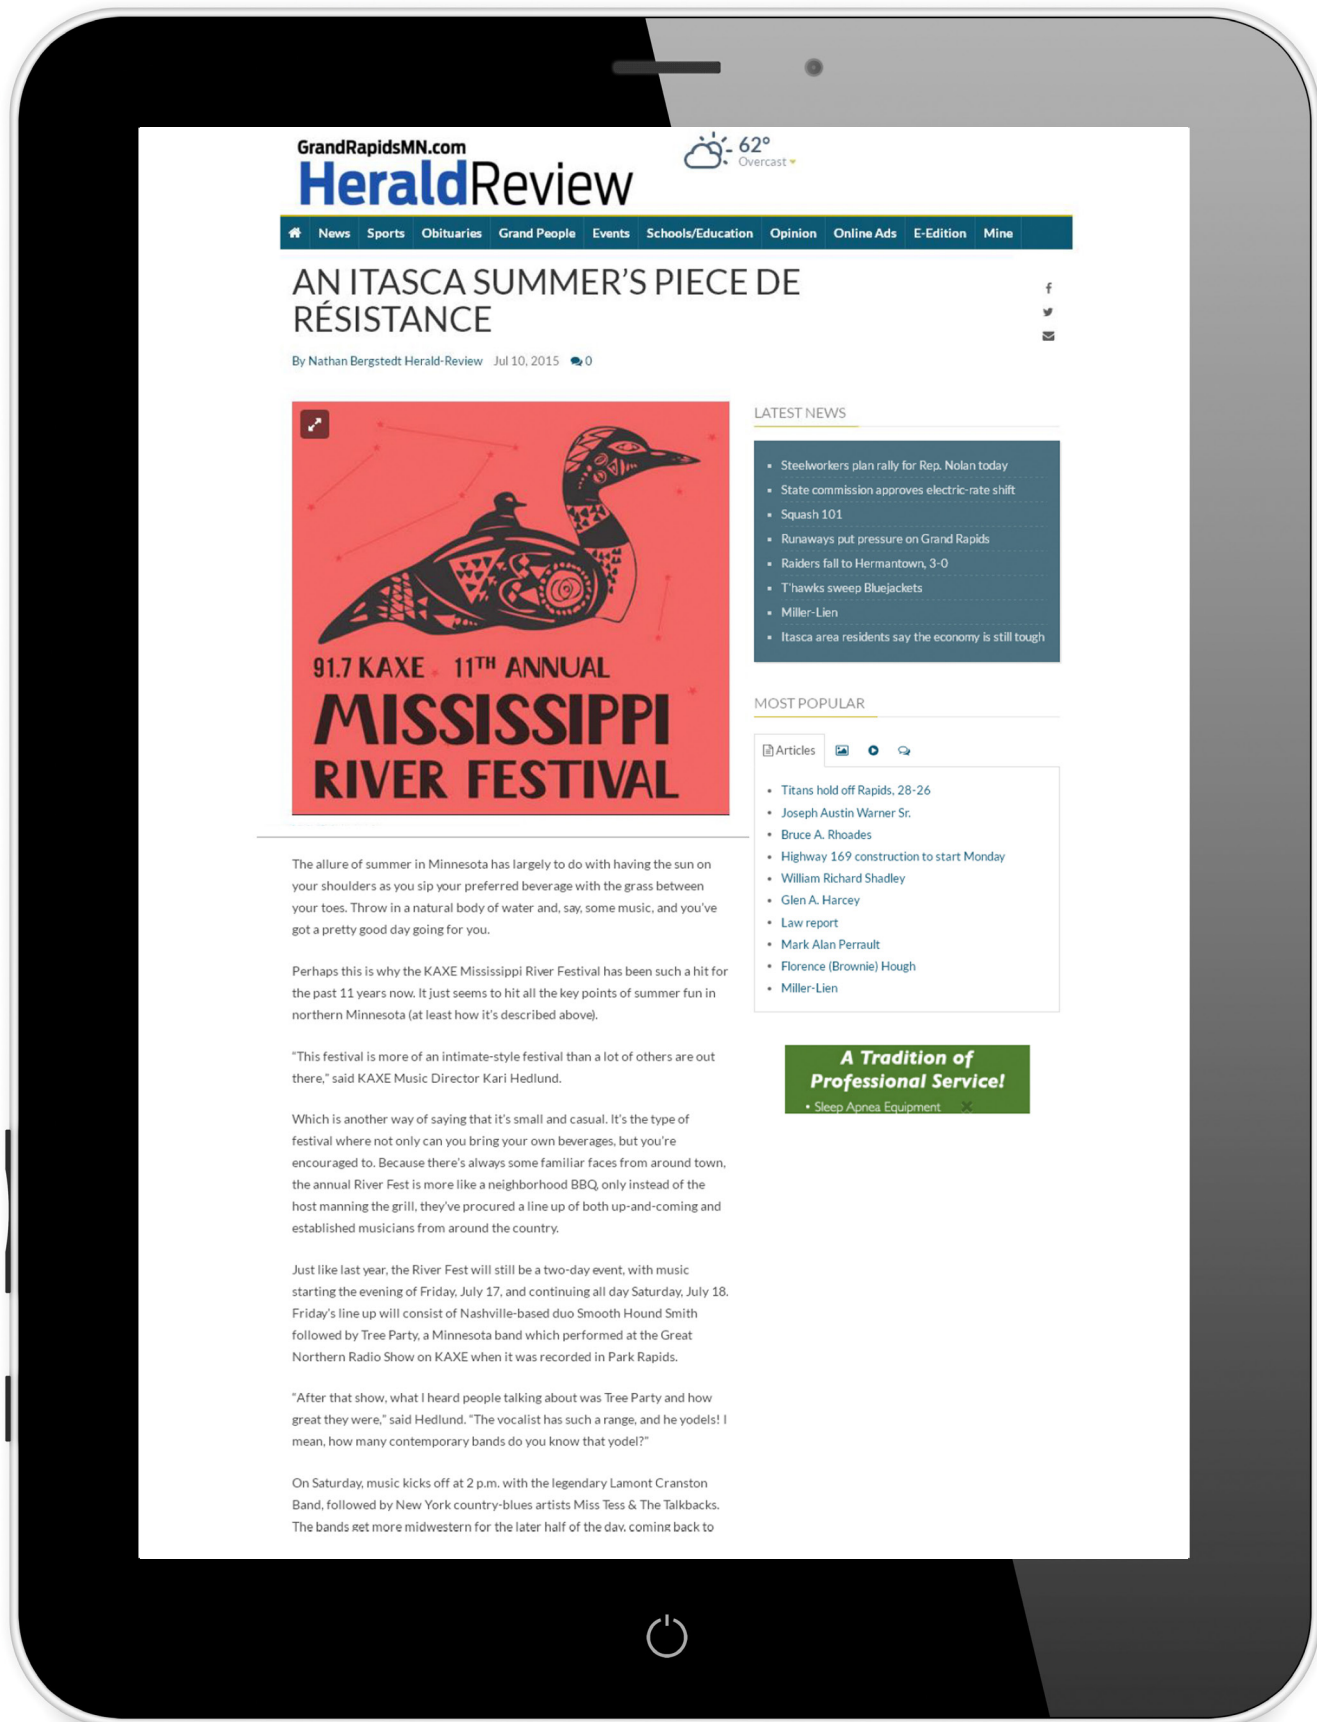 GrandRapidsMN.com
HeraldReview
62°
Overcast
News Sports Obituaries Grand People Events Schools/Education Opinion Online Ads E-Edition Mine
AN ITASCA SUMMER'S PIECE DE
RÉSISTANCE
By Nathan Bergstedt Herald-Review Jul 10, 2015 0
91.7 KAXE 11TH ANNUAL
MISSISSIPPI
RIVER FESTIVAL
The allure of summer in Minnesota has largely to do with having the sun on
your shoulders as you sip your preferred beverage with the grass between
your toes. Throw in a natural body of water and, say, some music, and you've
got a pretty good day going for you.
Perhaps this is why the KAXE Mississippi River Festival has been such a hit for
the past 11 years now. It just seems to hit all the key points of summer fun in
northern Minnesota (at least how it's described above).
"This festival is more of an intimate-style festival than a lot of others are out
there," said KAXE Music Director Kari Hedlund.
Which is another way of saying that it's small and casual. It's the type of
festival where not only can you bring your own beverages, but you're
encouraged to. Because there's always some familiar faces from around town,
the annual River Fest is more like a neighborhood BBQ, only instead of the
host manning the grill, they've procured a line up of both up-and-coming and
established musicians from around the country.
Just like last year, the River Fest will still be a two-day event, with music
starting the evening of Friday, July 17, and continuing all day Saturday, July 18.
Friday's line up will consist of Nashville-based duo Smooth Hound Smith
followed by Tree Party, a Minnesota band which performed at the Great
Northern Radio Show on KAXE when it was recorded in Park Rapids.
"After that show, what I heard people talking about was Tree Party and how
great they were," said Hedlund. "The vocalist has such a range, and he yodels! I
mean, how many contemporary bands do you know that yodel?"
On Saturday, music kicks off at 2 p.m. with the legendary Lamont Cranston
Band, followed by New York country-blues artists Miss Tess & The Talkbacks.
The bands get more midwestern for the later half of the day, coming back to
LATEST NEWS
Steelworkers plan rally for Rep. Nolan today
State commission approves electric-rate shift
Squash 101
Runaways put pressure on Grand Rapids
Raiders fall to Hermantown, 3-0
T'hawks sweep Bluejackets
Miller-Lien
Itasca area residents say the economy is still tough
MOST POPULAR
Articles
Titans hold off Rapids, 28-26
Joseph Austin Warner Sr.
Bruce A. Rhoades
Highway 169 construction to start Monday
William Richard Shadley
Glen A. Harcey
Law report
Mark Alan Perrault
Florence (Brownie) Hough
Miller-Lien
A Tradition of
Professional Service!
• Sleep Apnea Equipment